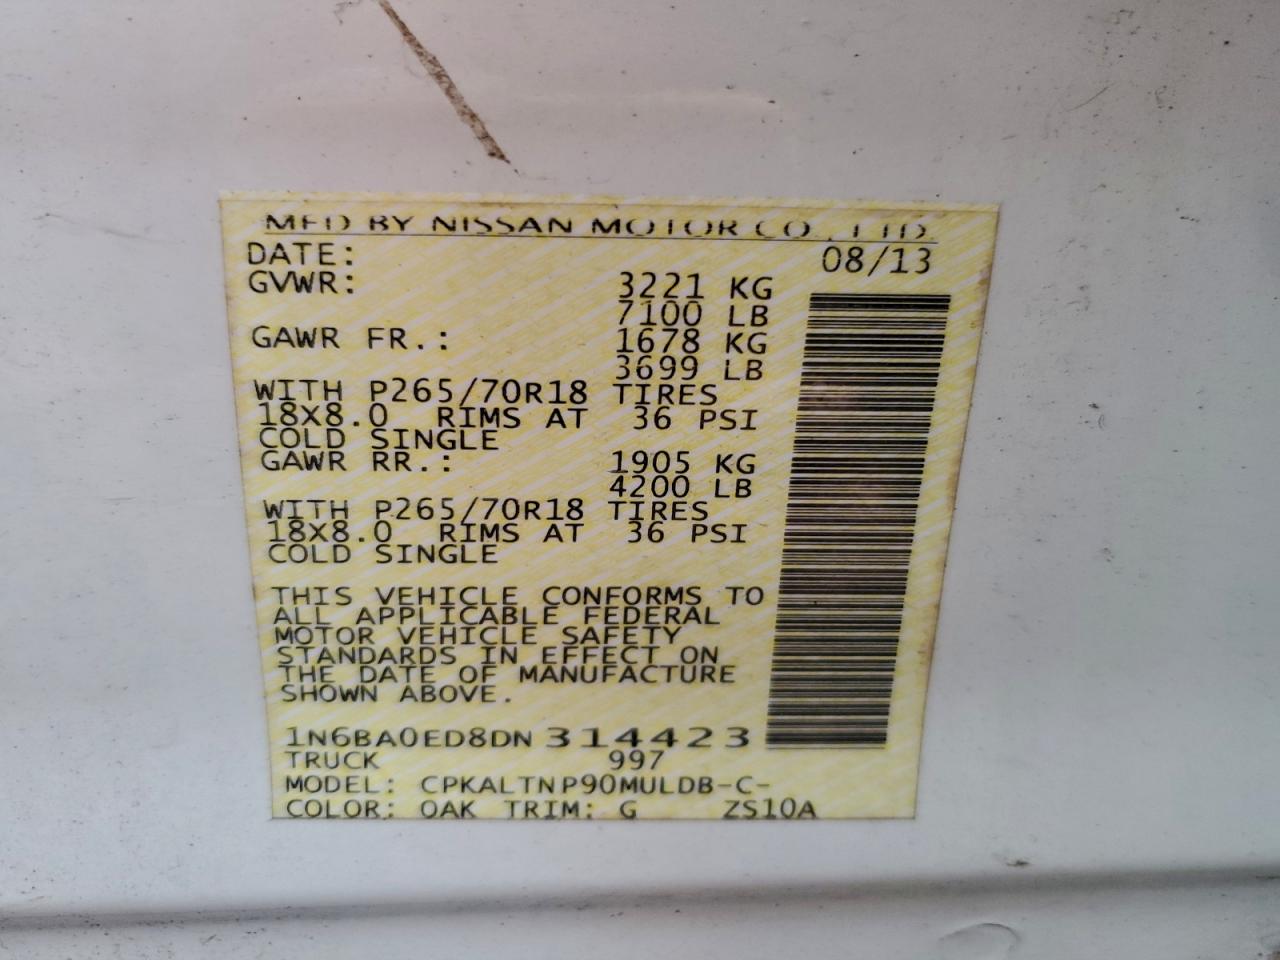 MFD BY NISSAN MOTOR CO., LTD.
DATE: 08/13
GVWR: 3221 KG
7100 LB
GAWR FR.: 1678 KG
3699 LB
WITH P265/70R18 TIRES
18X8.0 RIMS AT 36 PSI
COLD SINGLE
GAWR RR.: 1905 KG
4200 LB
WITH P265/70R18 TIRES
18X8.0 RIMS AT 36 PSI
COLD SINGLE
THIS VEHICLE CONFORMS TO
ALL APPLICABLE FEDERAL
MOTOR VEHICLE SAFETY
STANDARDS IN EFFECT ON
THE DATE OF MANUFACTURE
SHOWN ABOVE.
1N6BA0ED8DN314423
TRUCK 997
MODEL: CPKALTNP90MULDB-C-
COLOR: OAK TRIM: G ZS10A